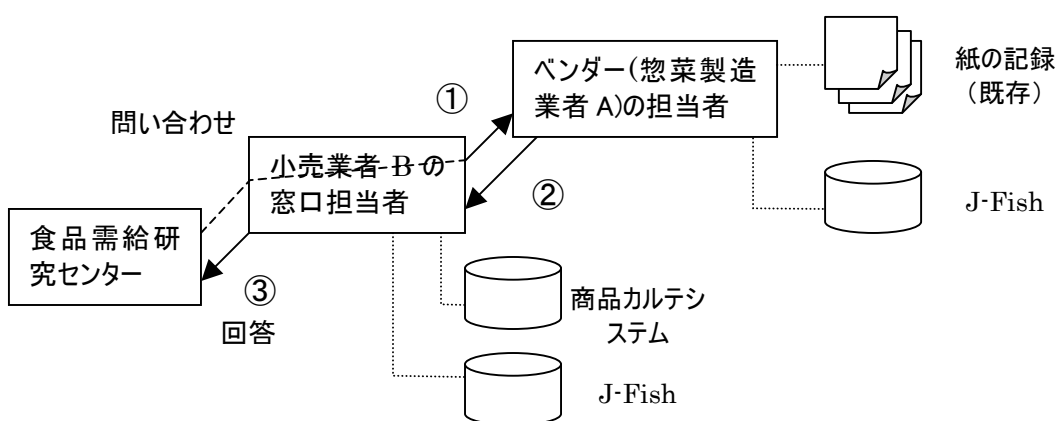 ベンダー(惣菜製造
業者 A)の担当者
紙の記録
(既存)
①
問い合わせ
小売業者 B の
窓口担当者
②
J-Fish
食品需給研
究センター
③
回答
商品カルテシ
ステム
J-Fish